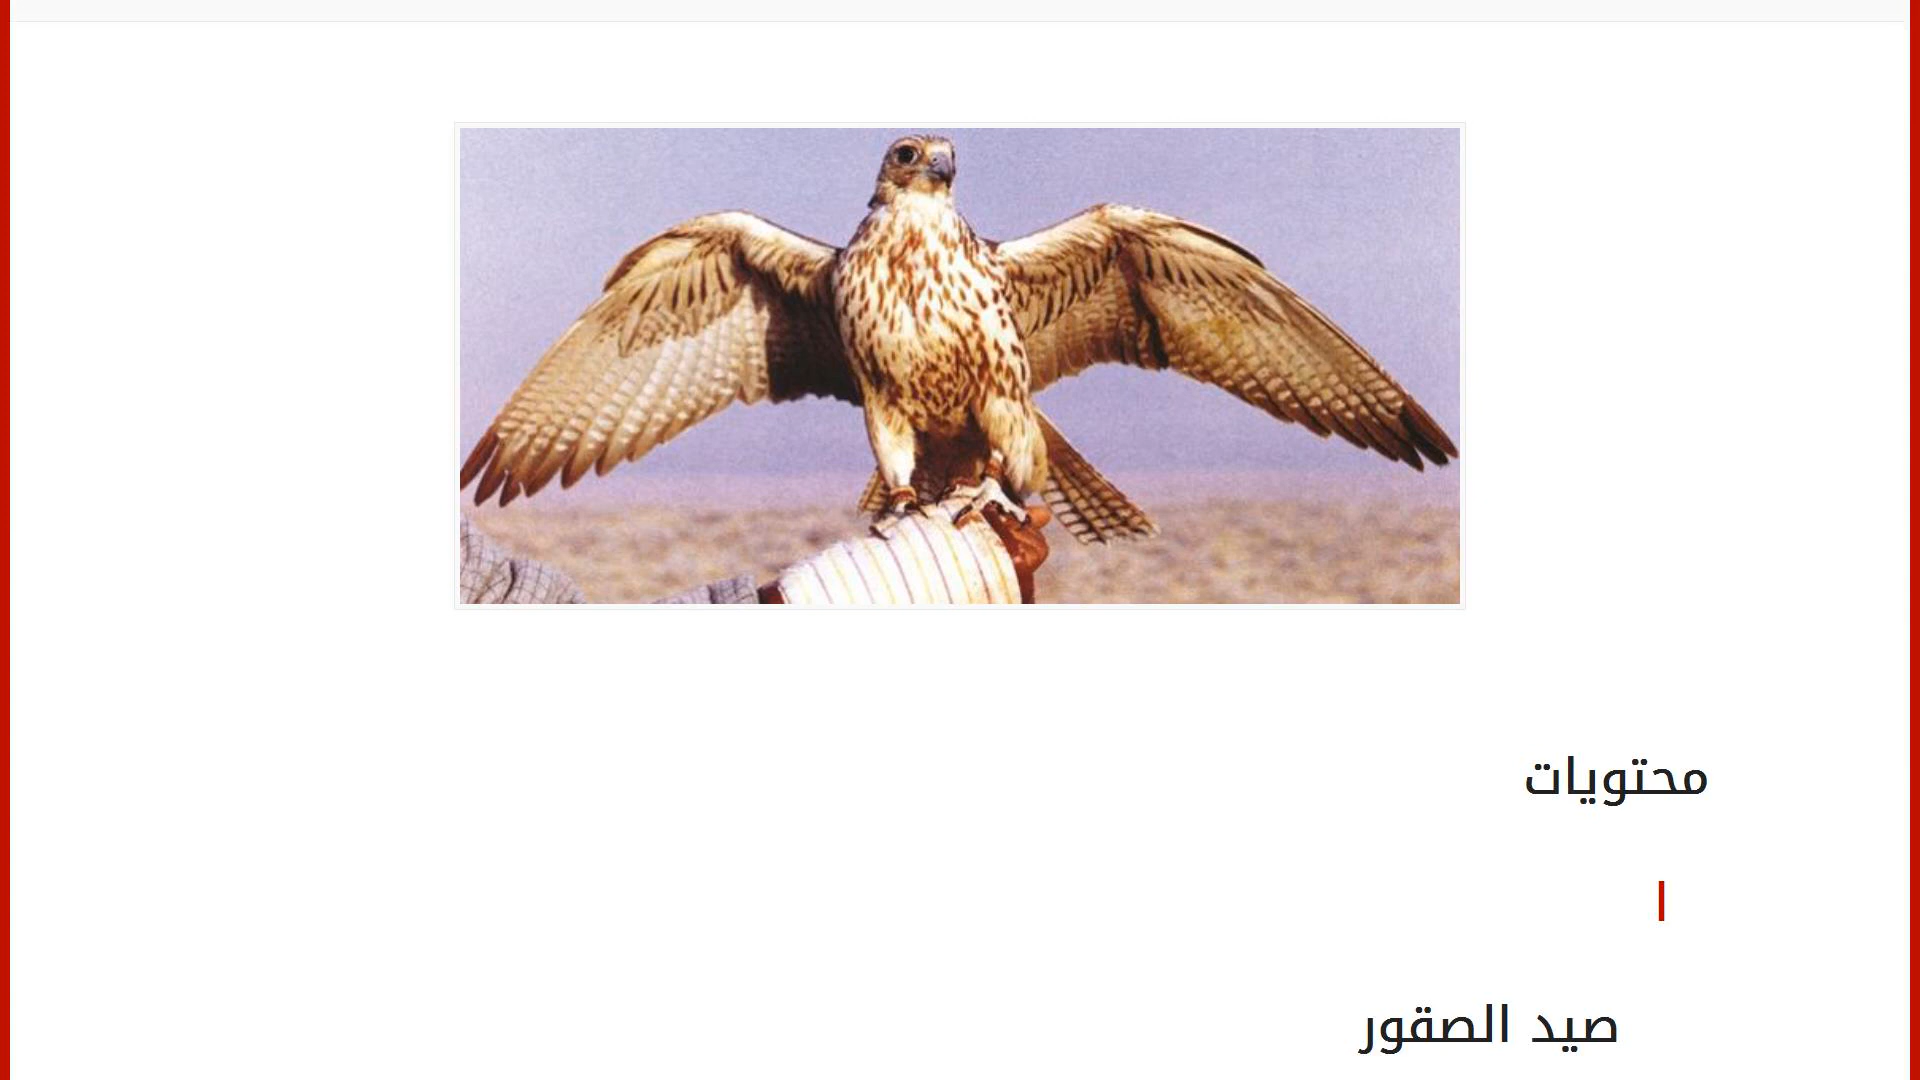 محتويات
ا
صيد الصقور